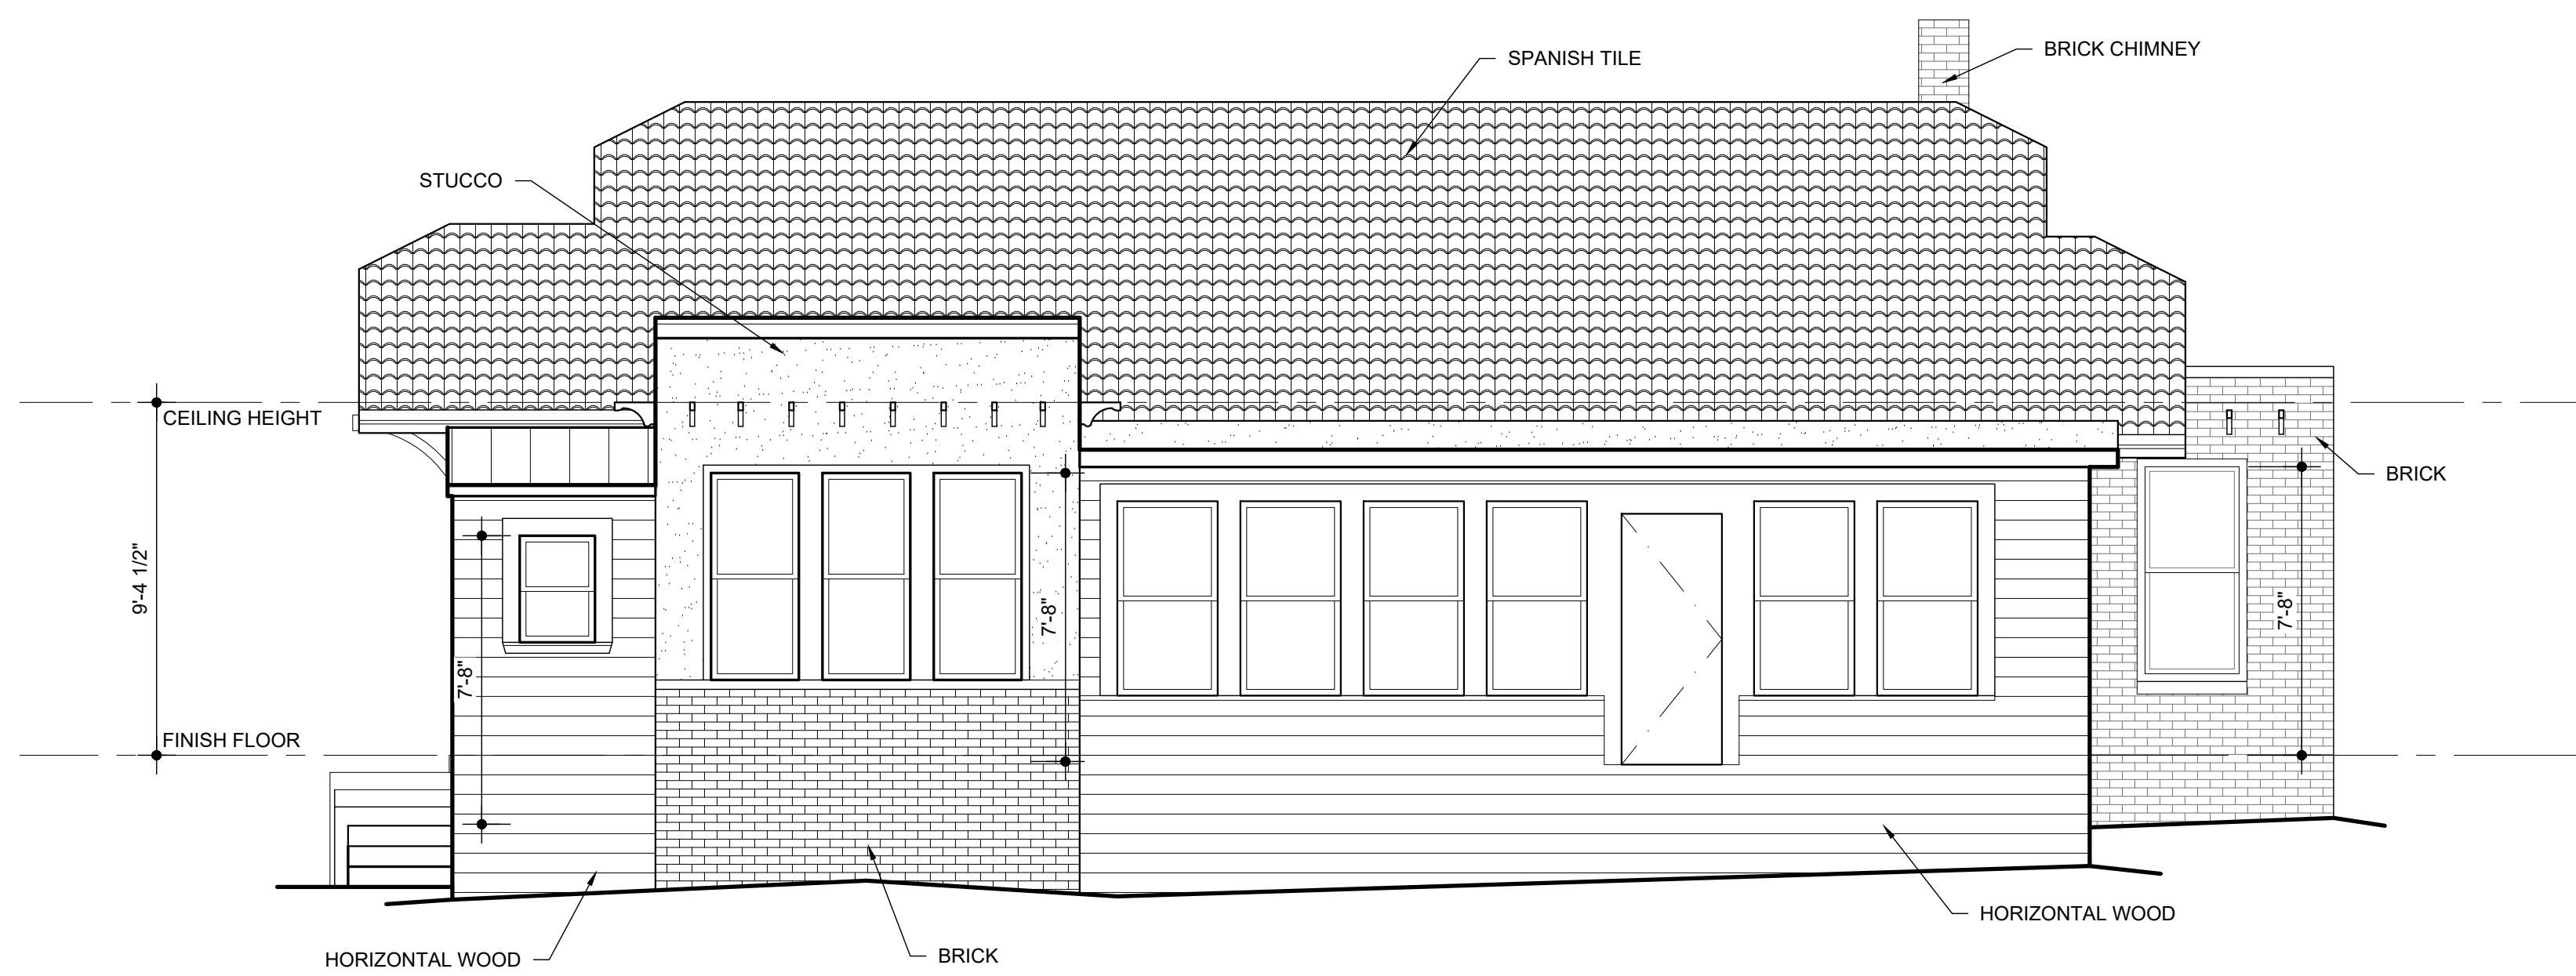 BRICK CHIMNEY
SPANISH TILE
STUCCO
CEILING HEIGHT
BRICK
9'-4 1/2"
7'-8"
7'-8"
7'-8"
FINISH FLOOR
HORIZONTAL WOOD
BRICK
HORIZONTAL WOOD